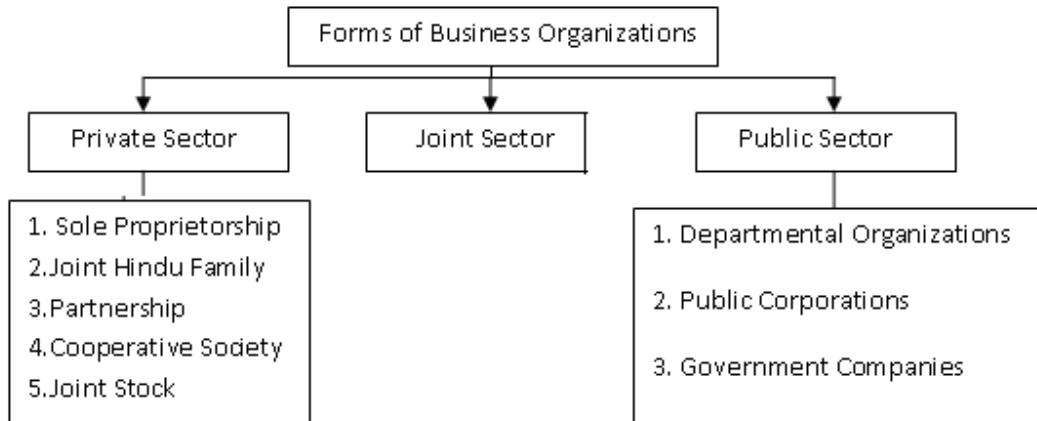 Forms of Business Organizations
Private Sector
Joint Sector
Public Sector
1. Sole Proprietorship
2.Joint Hindu Family
3.Partnership
4.Cooperative Society
5.Joint Stock
1. Departmental Organizations
2. Public Corporations
3. Government Companies